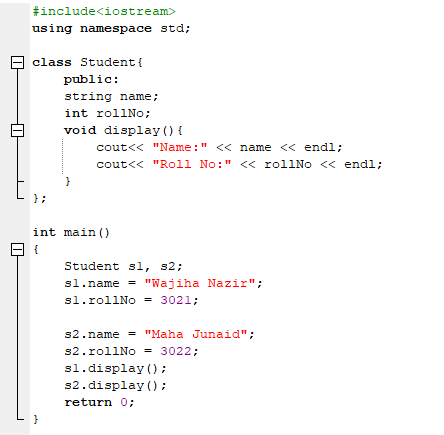 #include<iostream>
using namespace std;
class Student{
public:
string name;
int rollNo;
void display(){
cout<< "Name:" << name << endl;
cout<< "Roll No:" << rollNo << endl;
}
};
int main()
{
Student s1, s2;
s1.name = "Wajiha Nazir";
s1.rollNo = 3021;
s2.name = "Maha Junaid";
s2.rollNo = 3022;
s1.display();
s2.display();
return 0;
}